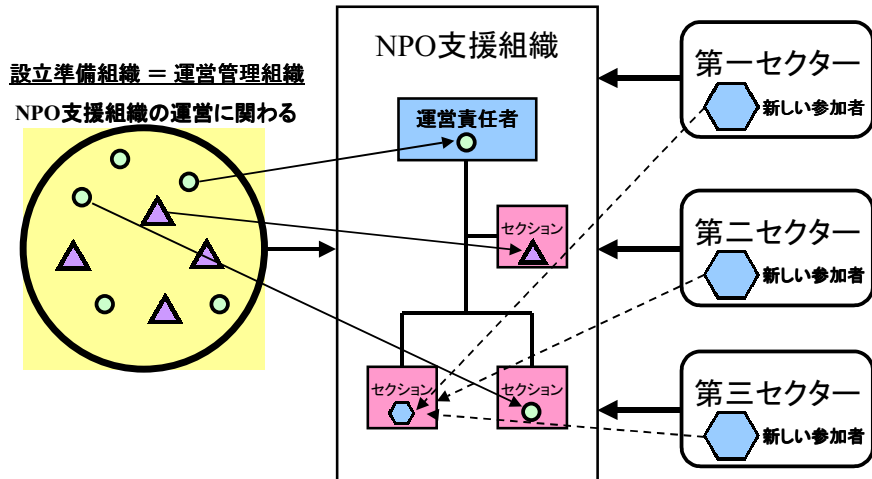 設立準備組織 = 運営管理組織
NPO支援組織の運営に関わる
NPO支援組織
運営責任者
セクション
セクション
セクション
第一セクター
新しい参加者
第二セクター
新しい参加者
第三セクター
新しい参加者